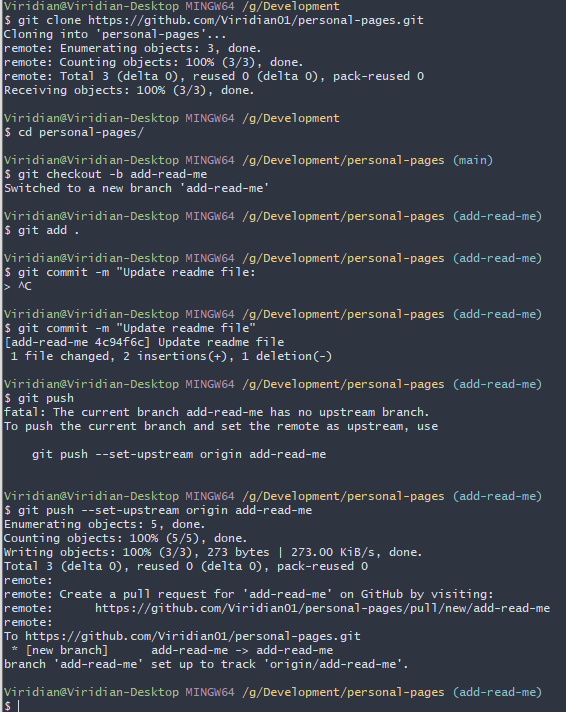 Viridian@Viridian-Desktop MINGW64 /g/Development
$ git clone https://github.com/Viridian01/personal-pages.git
Cloning into 'personal-pages'...
remote: Enumerating objects: 3, done.
remote: Counting objects: 100% (3/3), done.
remote: Total 3 (delta 0), reused 0 (delta 0), pack-reused 0
Receiving objects: 100% (3/3), done.
Viridian@Viridian-Desktop MINGW64 /g/Development
$ cd personal-pages/
Viridian@Viridian-Desktop MINGW64 /g/Development/personal-pages (main)
$ git checkout -b add-read-me
Switched to a new branch 'add-read-me'
Viridian@Viridian-Desktop MINGW64 /g/Development/personal-pages (add-read-me)
$ git add .
Viridian@Viridian-Desktop MINGW64 /g/Development/personal-pages (add-read-me)
$ git commit -m "Update readme file:
> ^C
Viridian@Viridian-Desktop MINGW64 /g/Development/personal-pages (add-read-me)
$ git commit -m "Update readme file"
[add-read-me 4c94f6c] Update readme file
 1 file changed, 2 insertions(+), 1 deletion(-)
Viridian@Viridian-Desktop MINGW64 /g/Development/personal-pages (add-read-me)
$ git push
fatal: The current branch add-read-me has no upstream branch.
To push the current branch and set the remote as upstream, use
    git push --set-upstream origin add-read-me
Viridian@Viridian-Desktop MINGW64 /g/Development/personal-pages (add-read-me)
$ git push --set-upstream origin add-read-me
Enumerating objects: 5, done.
Counting objects: 100% (5/5), done.
Writing objects: 100% (3/3), 273 bytes | 273.00 KiB/s, done.
Total 3 (delta 0), reused 0 (delta 0), pack-reused 0
remote:
remote: Create a pull request for 'add-read-me' on GitHub by visiting:
remote:      https://github.com/Viridian01/personal-pages/pull/new/add-read-me
remote:
To https://github.com/Viridian01/personal-pages.git
 * [new branch]      add-read-me -> add-read-me
branch 'add-read-me' set up to track 'origin/add-read-me'.
Viridian@Viridian-Desktop MINGW64 /g/Development/personal-pages (add-read-me)
$